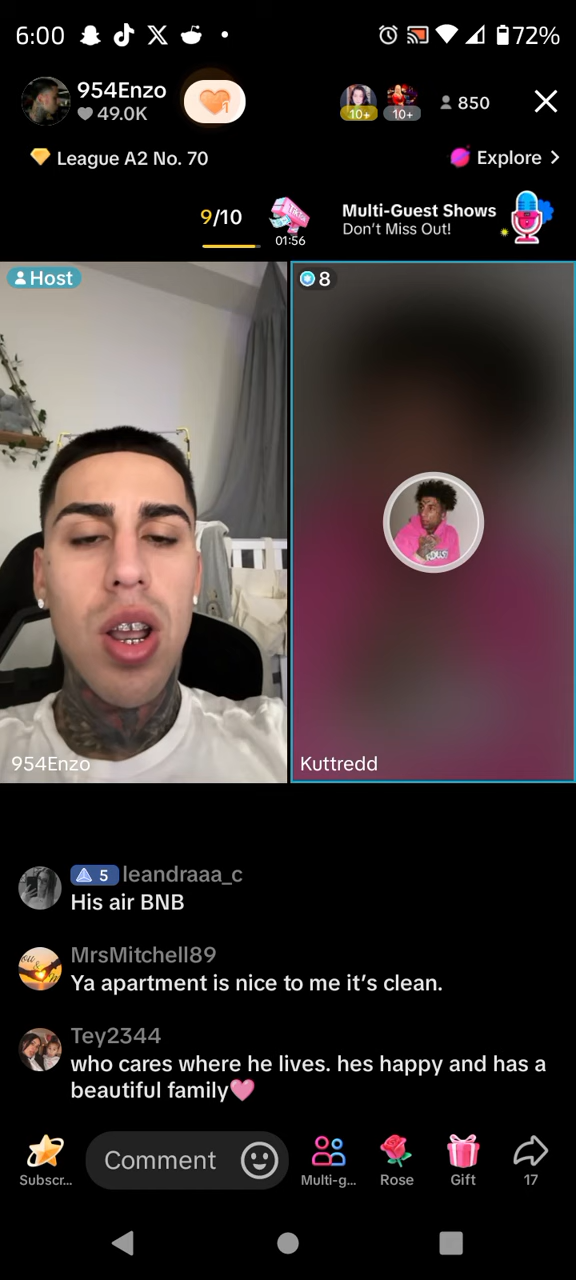 6:00
72%
954Enzo
49.0K
1
10+
10+
850
League A2 No. 70
Explore
9/10
01:56
Multi-Guest Shows
Don't Miss Out!
Host
8
954Enzo
Kuttredd
5 leandraaa_c
His air BNB
MrsMitchell89
Ya apartment is nice to me it's clean.
Tey2344
who cares where he lives. hes happy and has a
beautiful family🩷
Subscr...
Comment
Multi-g...
Rose
Gift
17